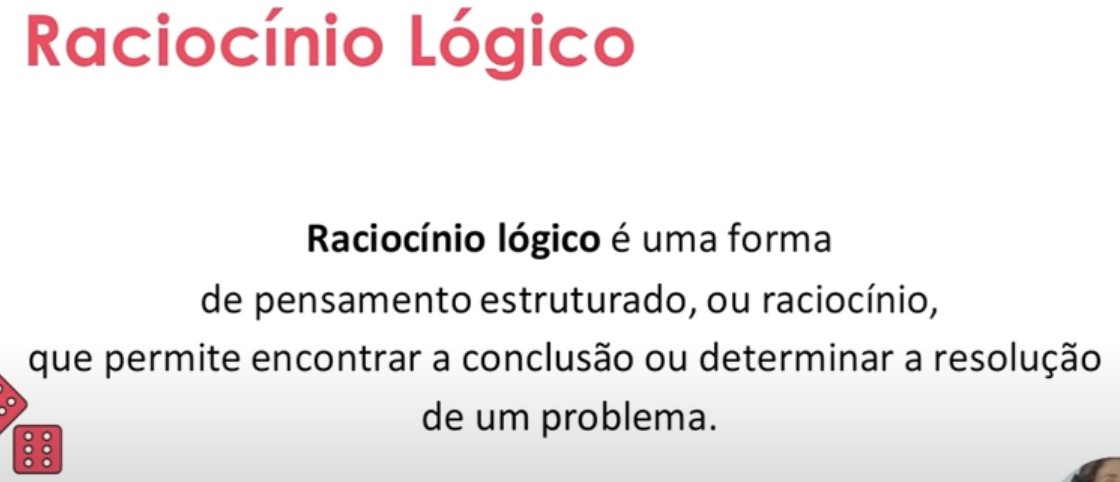 Raciocínio Lógico
Raciocínio lógico é uma forma
de pensamento estruturado, ou raciocínio,
que permite encontrar a conclusão ou determinar a resolução
de um problema.